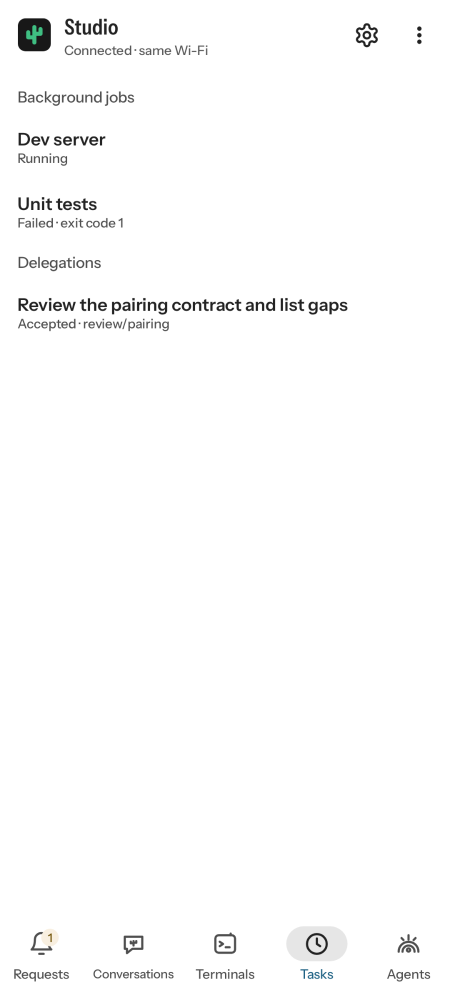 Studio
Connected · same Wi-Fi
Background jobs
Dev server
Running
Unit tests
Failed · exit code 1
Delegations
Review the pairing contract and list gaps
Accepted · review/pairing
1
Requests
Conversations
Terminals
Tasks
Agents